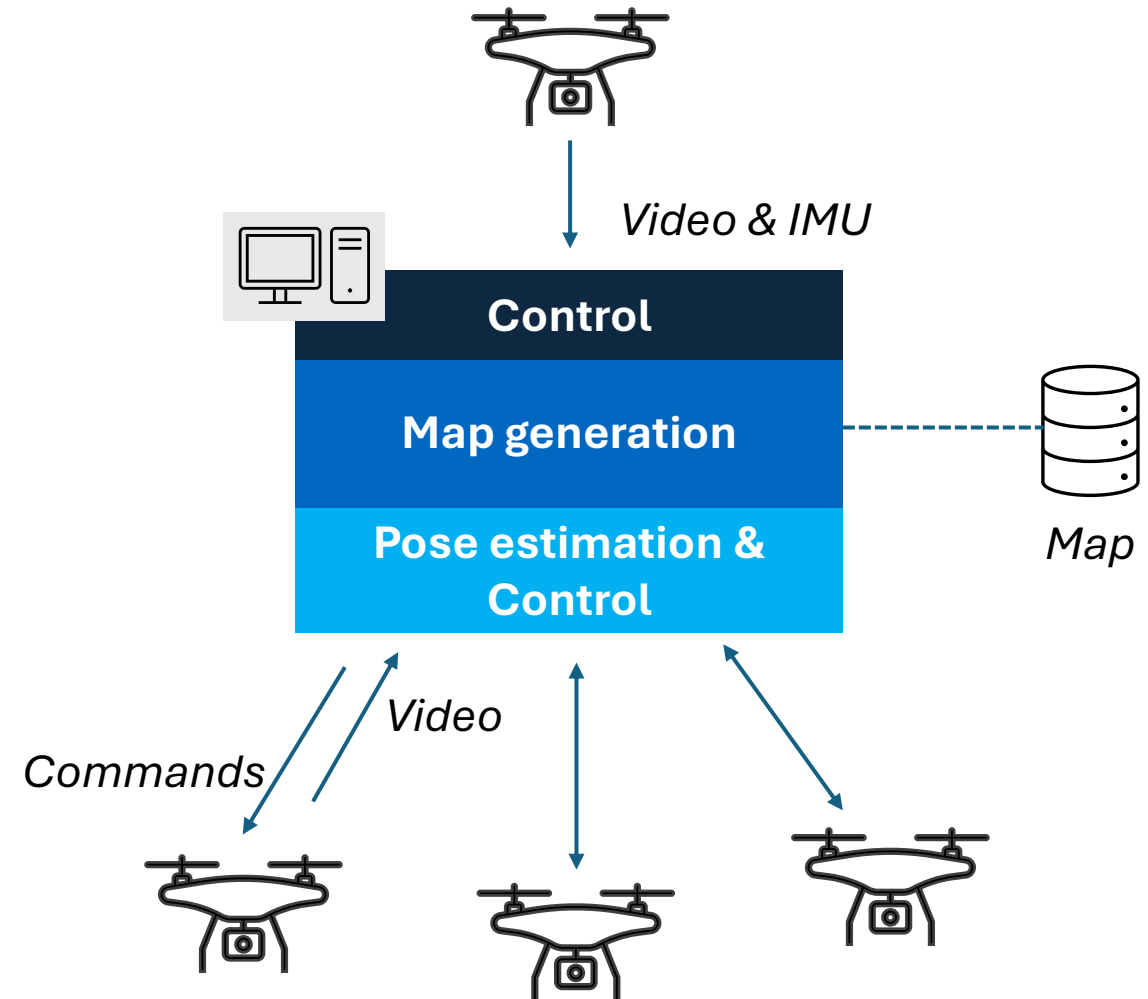 Video & IMU
Control
Map generation
Pose estimation &
Control
Map
Video
Commands